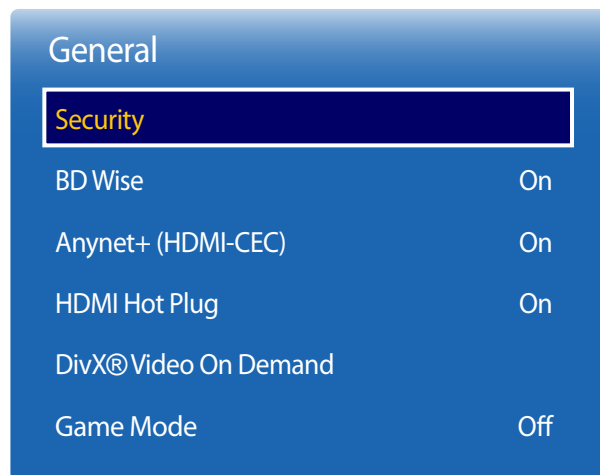 General
Security
BD Wise On
Anynet+ (HDMI-CEC) On
HDMI Hot Plug On
DivX® Video On Demand
Game Mode Off